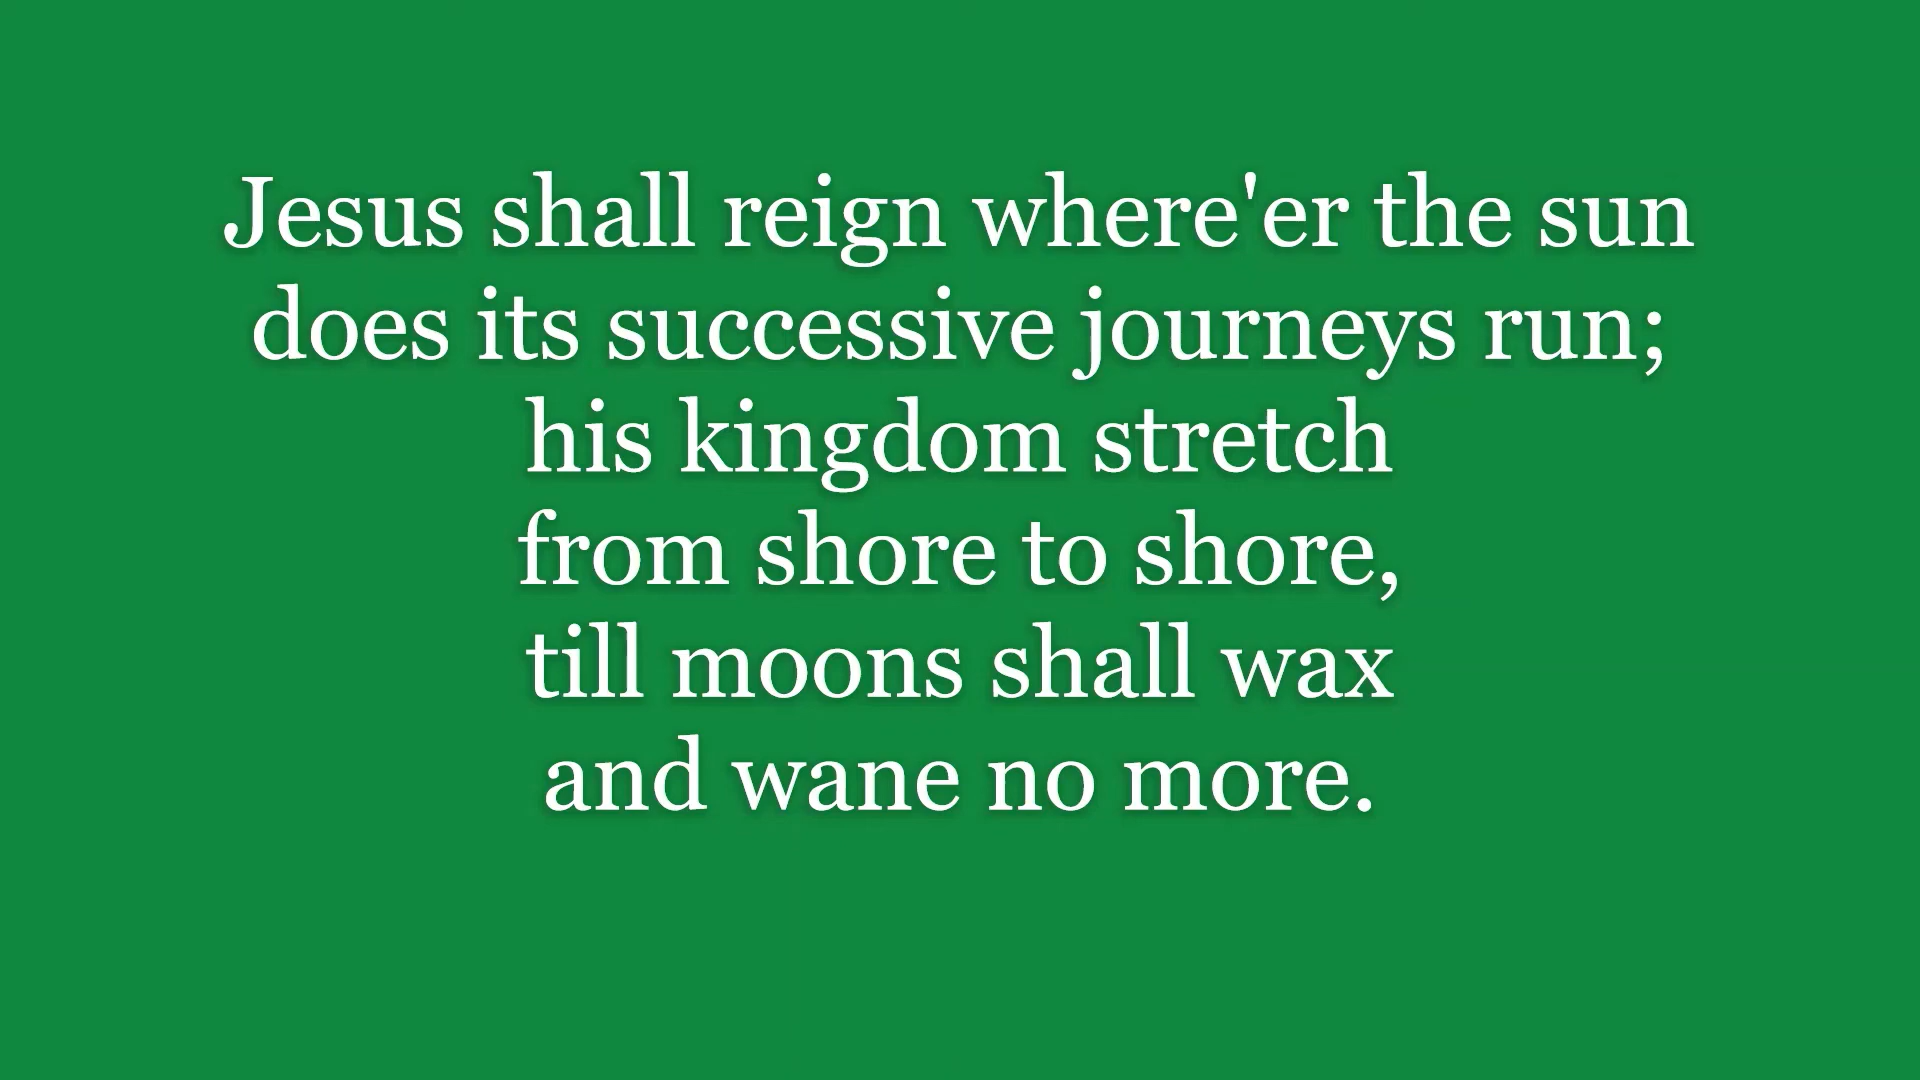 Jesus shall reign where'er the sun
does its successive journeys run;
his kingdom stretch
from shore to shore,
till moons shall wax
and wane no more.